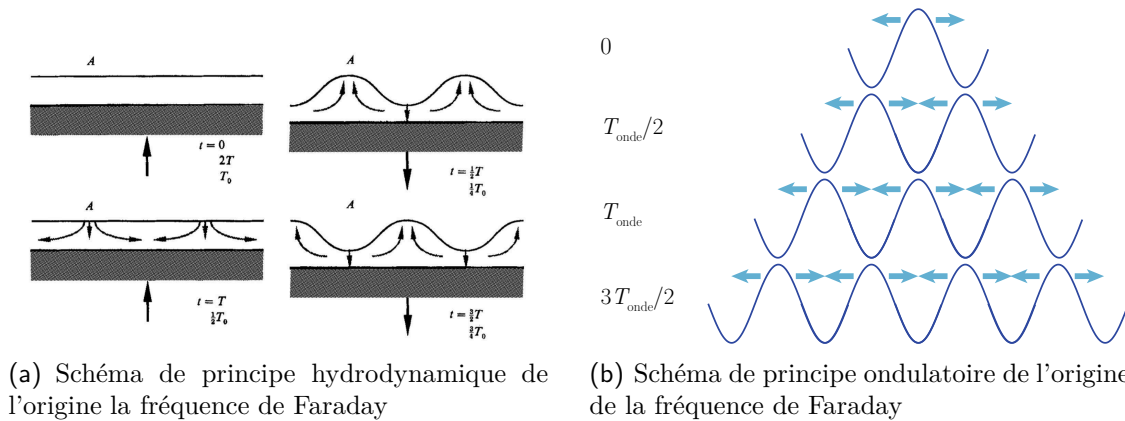 A
t = 0
2T
T₀
A
t = ½T
¼T₀
A
t = T
½T₀
A
t = 3/2T
¾T₀
(a) Schéma de principe hydrodynamique de
l'origine la fréquence de Faraday
0
T_onde/2
T_onde
3 T_onde/2
(b) Schéma de principe ondulatoire de l'origine
de la fréquence de Faraday